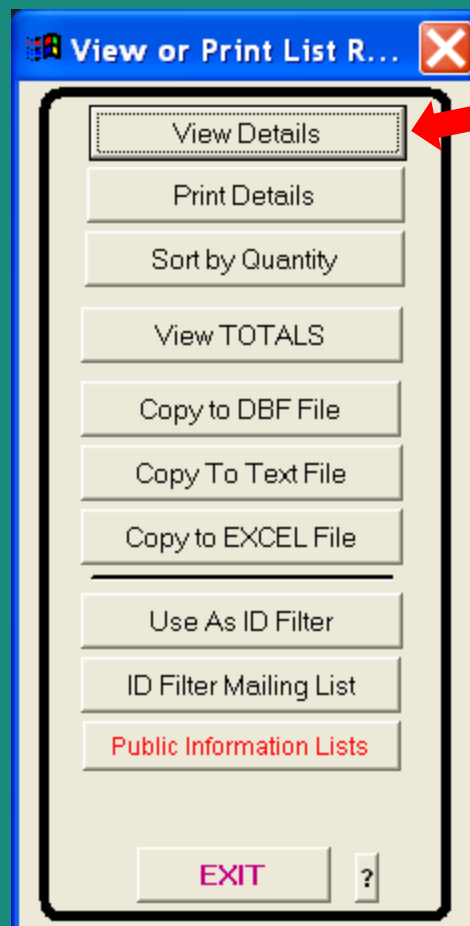 View or Print List R...
View Details
Print Details
Sort by Quantity
View TOTALS
Copy to DBF File
Copy To Text File
Copy to EXCEL File
Use As ID Filter
ID Filter Mailing List
Public Information Lists
EXIT
?